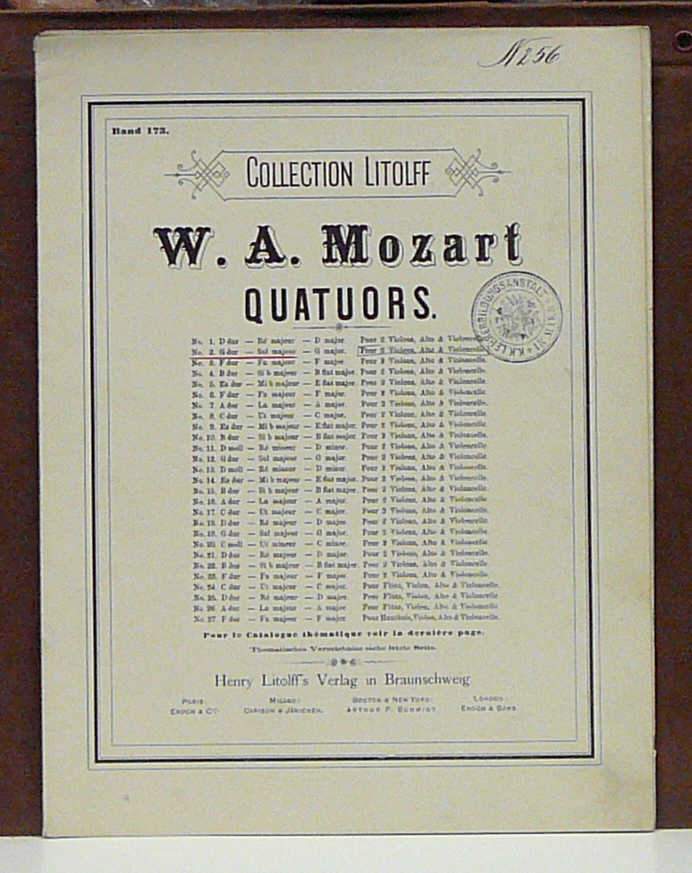 N 256
Band 173.
COLLECTION LITOLFF
W. A. Mozart
QUATUORS.
No. 1. D dur — Ré majeur — D major. Pour 2 Violons, Alto & Violoncelle.
No. 2. G dur — Sol majeur — G major. Pour 2 Violons, Alto & Violoncelle.
No. 3. F dur — Fa majeur — F major. Pour 2 Violons, Alto & Violoncelle.
No. 4. B dur — Si b majeur — B flat major. Pour 2 Violons, Alto & Violoncelle.
No. 5. Es dur — Mi b majeur — E flat major. Pour 2 Violons, Alto & Violoncelle.
No. 6. F dur — Fa majeur — F major. Pour 2 Violons, Alto & Violoncelle.
No. 7. A dur — La majeur — A major. Pour 2 Violons, Alto & Violoncelle.
No. 8. C dur — Ut majeur — C major. Pour 2 Violons, Alto & Violoncelle.
No. 9. Es dur — Mi b majeur — E flat major. Pour 2 Violons, Alto & Violoncelle.
No. 10. B dur — Si b majeur — B flat major. Pour 2 Violons, Alto & Violoncelle.
No. 11. D moll — Ré mineur — D minor. Pour 2 Violons, Alto & Violoncelle.
No. 12. G dur — Sol majeur — G major. Pour 2 Violons, Alto & Violoncelle.
No. 13. D moll — Ré mineur — D minor. Pour 2 Violons, Alto & Violoncelle.
No. 14. Es dur — Mi b majeur — E flat major. Pour 2 Violons, Alto & Violoncelle.
No. 15. B dur — Si b majeur — B flat major. Pour 2 Violons, Alto & Violoncelle.
No. 16. A dur — La majeur — A major. Pour 2 Violons, Alto & Violoncelle.
No. 17. C dur — Ut majeur — C major. Pour 2 Violons, Alto & Violoncelle.
No. 18. D dur — Ré majeur — D major. Pour 2 Violons, Alto & Violoncelle.
No. 19. G dur — Sol majeur — G major. Pour 2 Violons, Alto & Violoncelle.
No. 20. C moll — Ut mineur — C minor. Pour 2 Violons, Alto & Violoncelle.
No. 21. D dur — Ré majeur — D major. Pour 2 Violons, Alto & Violoncelle.
No. 22. B dur — Si b majeur — B flat major. Pour 2 Violons, Alto & Violoncelle.
No. 23. F dur — Fa majeur — F major. Pour 2 Violons, Alto & Violoncelle.
No. 24. C dur — Ut majeur — C major. Pour Flûte, Violon, Alto & Violoncelle.
No. 25. D dur — Ré majeur — D major. Pour Flûte, Violon, Alto & Violoncelle.
No. 26. A dur — La majeur — A major. Pour Flûte, Violon, Alto & Violoncelle.
No. 27. F dur — Fa majeur — F major. Pour Hautbois, Violon, Alto & Violoncelle.
Pour le Catalogue thématique voir la dernière page.
Thematisches Verzeichniss siehe letzte Seite.
Henry Litolff's Verlag in Braunschweig
PARIS: MILANO: BOSTON & NEW YORK: LONDON:
ENOCH & Cie. CARISCH & JÄNICHEN. ARTHUR P. SCHMIDT. ENOCH & SONS.